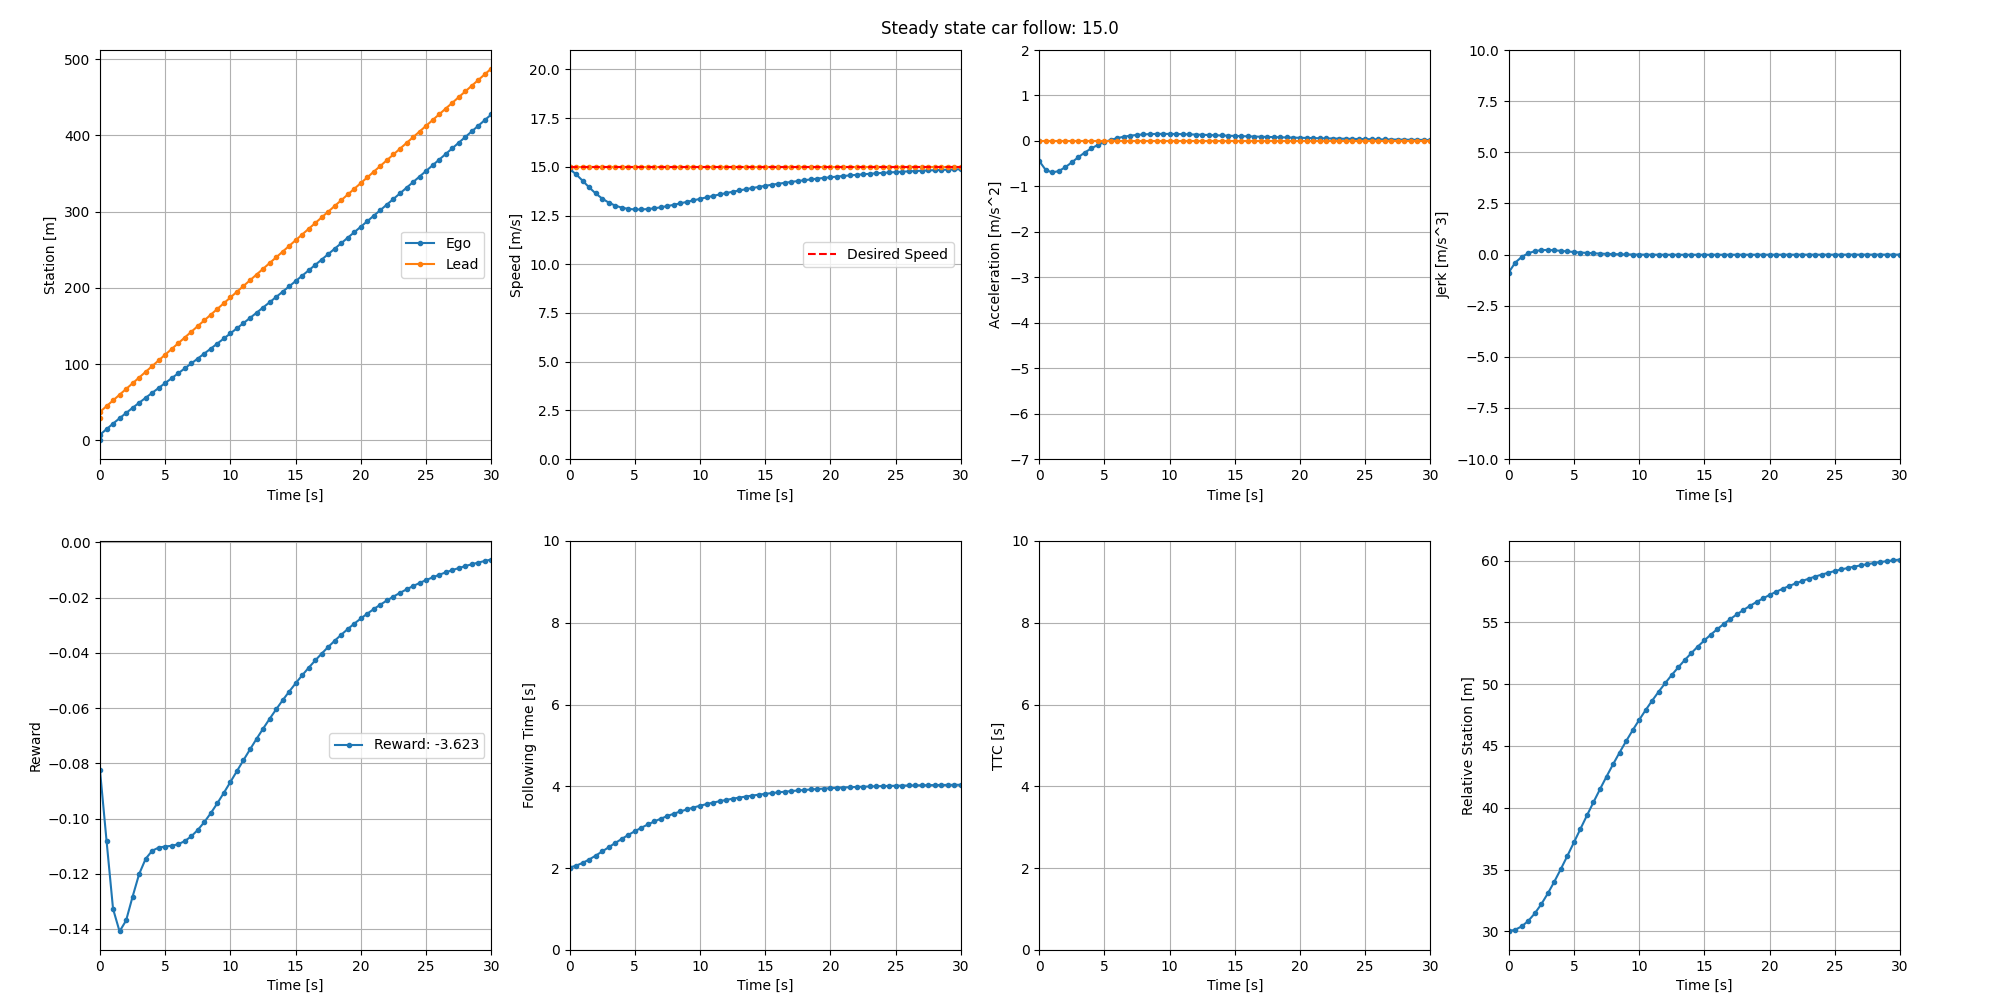 Steady state car follow: 15.0
500
400
300
200
100
0
Station [m]
Ego
Lead
0 5 10 15 20 25 30
Time [s]
20.0
17.5
15.0
12.5
10.0
7.5
5.0
2.5
0.0
Speed [m/s]
Desired Speed
0 5 10 15 20 25 30
Time [s]
2
1
0
−1
−2
−3
−4
−5
−6
−7
Acceleration [m/s^2]
0 5 10 15 20 25 30
Time [s]
10.0
7.5
5.0
2.5
0.0
−2.5
−5.0
−7.5
−10.0
Jerk [m/s^3]
0 5 10 15 20 25 30
Time [s]
0.00
−0.02
−0.04
−0.06
−0.08
−0.10
−0.12
−0.14
Reward
Reward: -3.623
0 5 10 15 20 25 30
Time [s]
10
8
6
4
2
0
Following Time [s]
0 5 10 15 20 25 30
Time [s]
10
8
6
4
2
0
TTC [s]
0 5 10 15 20 25 30
Time [s]
60
55
50
45
40
35
30
Relative Station [m]
0 5 10 15 20 25 30
Time [s]